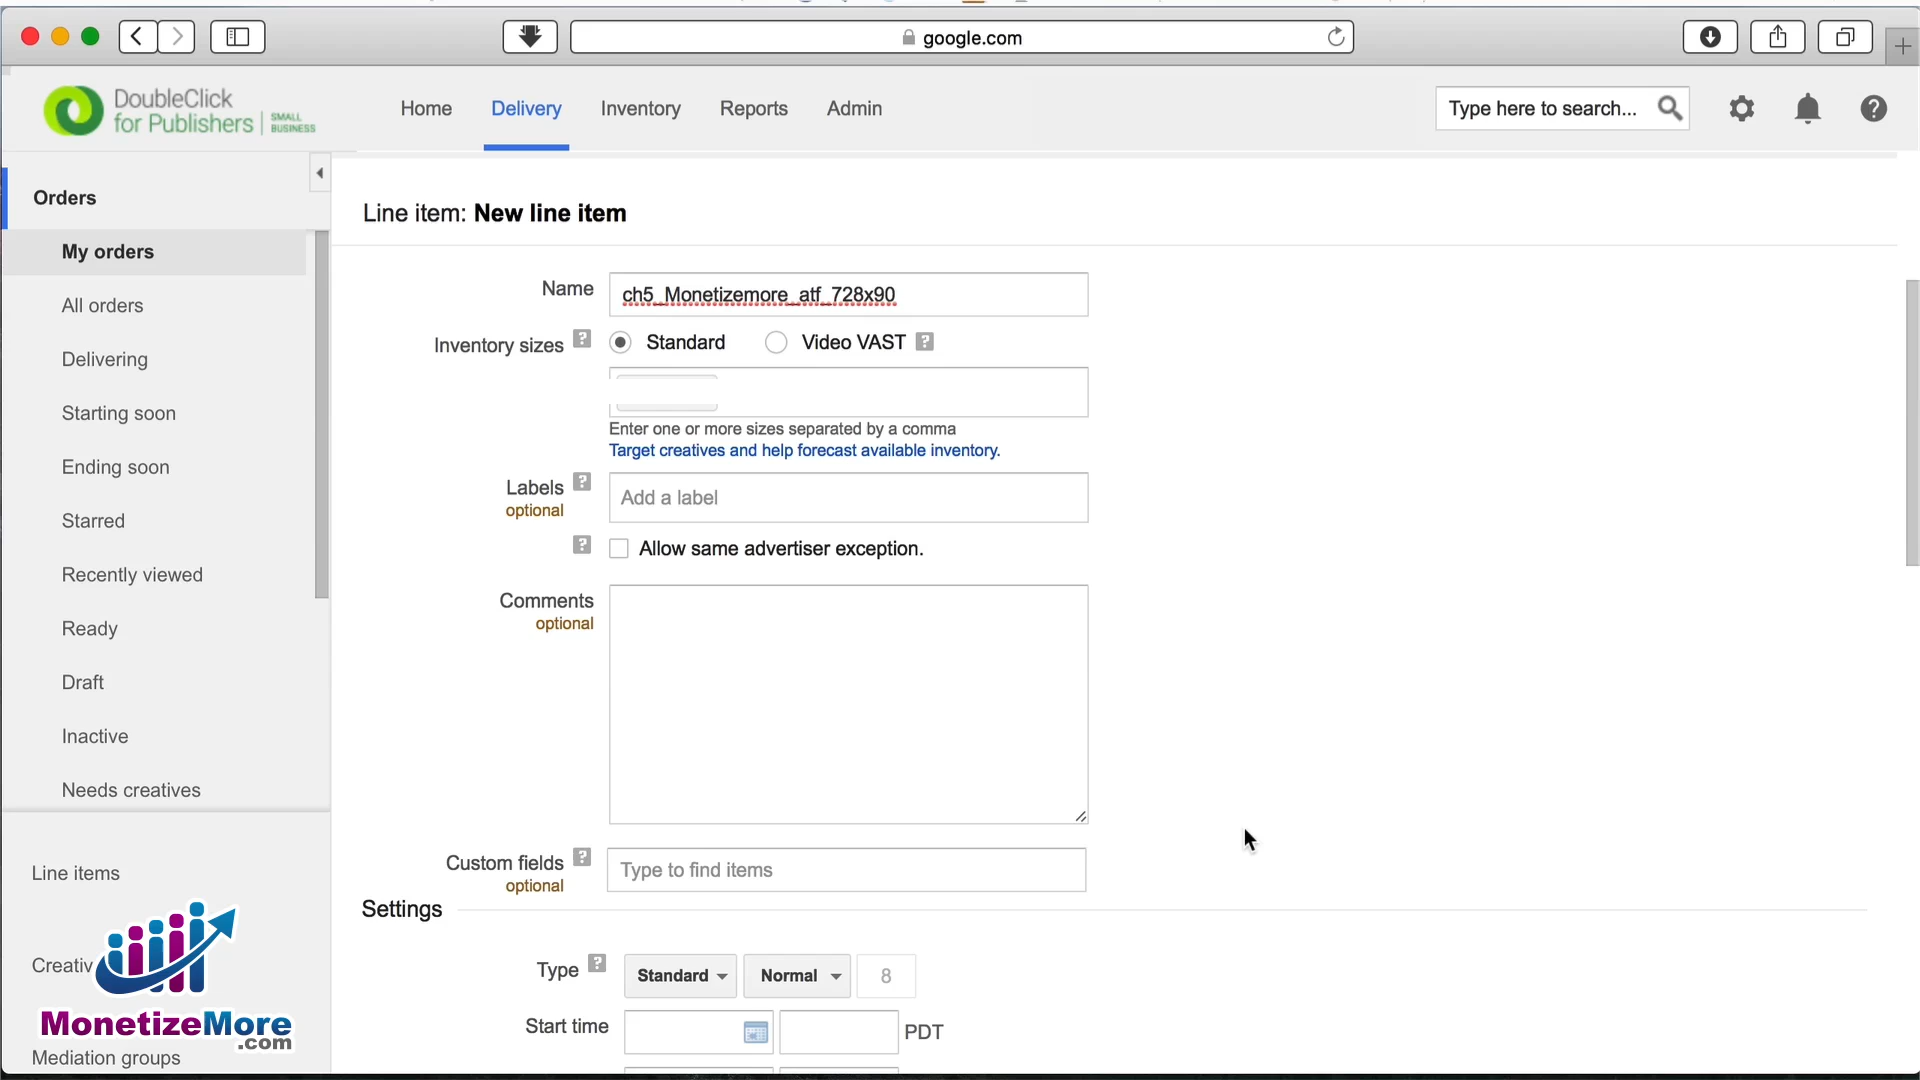 google.com
DoubleClick
for Publishers
SMALL
BUSINESS
Home
Delivery
Inventory
Reports
Admin
Type here to search...
Orders
My orders
All orders
Delivering
Starting soon
Ending soon
Starred
Recently viewed
Ready
Draft
Inactive
Needs creatives
Line items
Creativ
MonetizeMore
.com
Mediation groups
Line item: New line item
Name
ch5_Monetizemore_atf_728x90
Inventory sizes ?
Standard
Video VAST ?
Enter one or more sizes separated by a comma
Target creatives and help forecast available inventory.
Labels ?
optional
Add a label
? Allow same advertiser exception.
Comments
optional
Custom fields ?
optional
Type to find items
Settings
Type ?
Standard
Normal
8
Start time
PDT